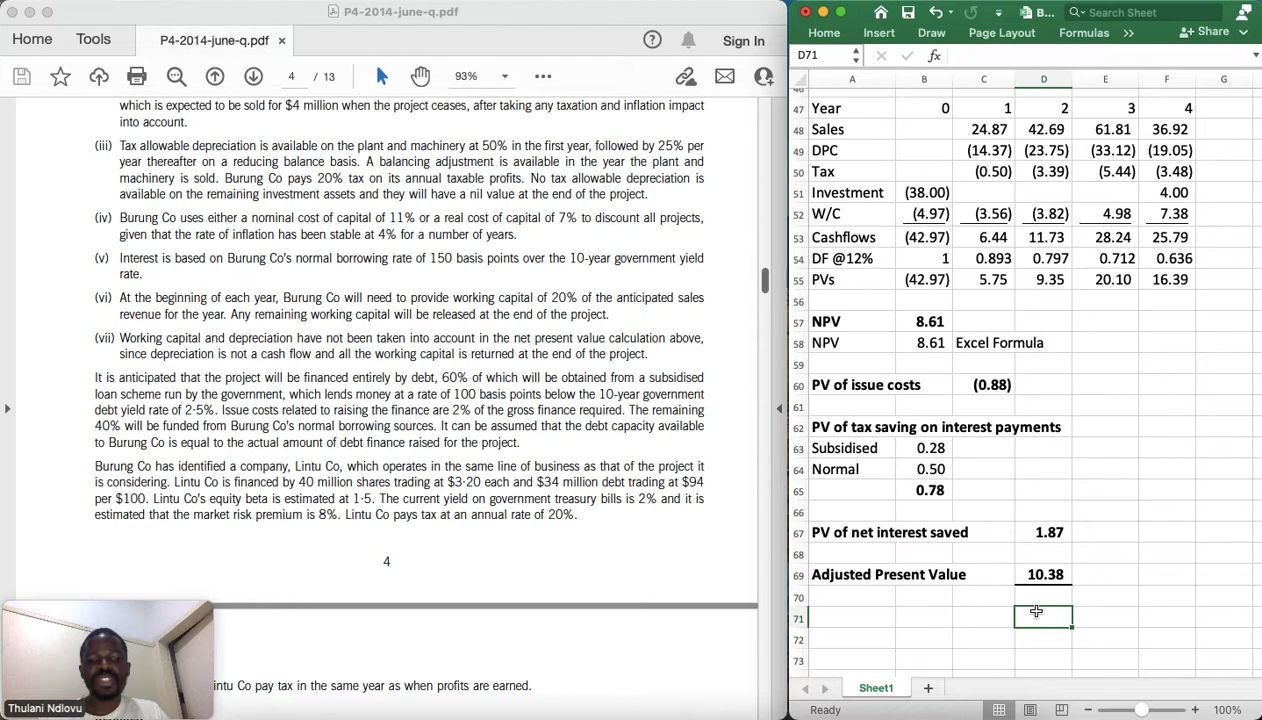 P4-2014-june-q.pdf
Home Tools P4-2014-june-q.pdf × Sign In
4 / 13 93%
which is expected to be sold for $4 million when the project ceases, after taking any taxation and inflation impact
into account.
(iii) Tax allowable depreciation is available on the plant and machinery at 50% in the first year, followed by 25% per
year thereafter on a reducing balance basis. A balancing adjustment is available in the year the plant and
machinery is sold. Burung Co pays 20% tax on its annual taxable profits. No tax allowable depreciation is
available on the remaining investment assets and they will have a nil value at the end of the project.
(iv) Burung Co uses either a nominal cost of capital of 11% or a real cost of capital of 7% to discount all projects,
given that the rate of inflation has been stable at 4% for a number of years.
(v) Interest is based on Burung Co's normal borrowing rate of 150 basis points over the 10-year government yield
rate.
(vi) At the beginning of each year, Burung Co will need to provide working capital of 20% of the anticipated sales
revenue for the year. Any remaining working capital will be released at the end of the project.
(vii) Working capital and depreciation have not been taken into account in the net present value calculation above,
since depreciation is not a cash flow and all the working capital is returned at the end of the project.
It is anticipated that the project will be financed entirely by debt, 60% of which will be obtained from a subsidised
loan scheme run by the government, which lends money at a rate of 100 basis points below the 10-year government
debt yield rate of 2·5%. Issue costs related to raising the finance are 2% of the gross finance required. The remaining
40% will be funded from Burung Co's normal borrowing sources. It can be assumed that the debt capacity available
to Burung Co is equal to the actual amount of debt finance raised for the project.
Burung Co has identified a company, Lintu Co, which operates in the same line of business as that of the project it
is considering. Lintu Co is financed by 40 million shares trading at $3·20 each and $34 million debt trading at $94
per $100. Lintu Co's equity beta is estimated at 1·5. The current yield on government treasury bills is 2% and it is
estimated that the market risk premium is 8%. Lintu Co pays tax at an annual rate of 20%.
4
intu Co pay tax in the same year as when profits are earned.
Thulani Ndlovu
B... Search Sheet
Home Insert Draw Page Layout Formulas >> Share
D71 fx
A B C D E F G
47 Year 0 1 2 3 4
48 Sales 24.87 42.69 61.81 36.92
49 DPC (14.37) (23.75) (33.12) (19.05)
50 Tax (0.50) (3.39) (5.44) (3.48)
51 Investment (38.00) 4.00
52 W/C (4.97) (3.56) (3.82) 4.98 7.38
53 Cashflows (42.97) 6.44 11.73 28.24 25.79
54 DF @12% 1 0.893 0.797 0.712 0.636
55 PVs (42.97) 5.75 9.35 20.10 16.39
56
57 NPV 8.61
58 NPV 8.61 Excel Formula
59
60 PV of issue costs (0.88)
61
62 PV of tax saving on interest payments
63 Subsidised 0.28
64 Normal 0.50
65 0.78
66
67 PV of net interest saved 1.87
68
69 Adjusted Present Value 10.38
70
71
72
73
Sheet1 +
Ready 100%